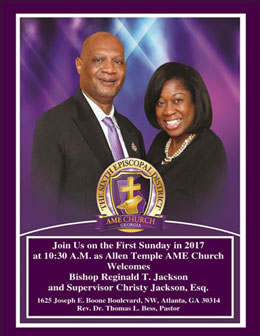 THE SIXTH EPISCOPAL DISTRICT
AME CHURCH
GEORGIA
Join Us on the First Sunday in 2017
at 10:30 A.M. as Allen Temple AME Church
Welcomes
Bishop Reginald T. Jackson
and Supervisor Christy Jackson, Esq.
1625 Joseph E. Boone Boulevard, NW, Atlanta, GA 30314
Rev. Dr. Thomas L. Bess, Pastor